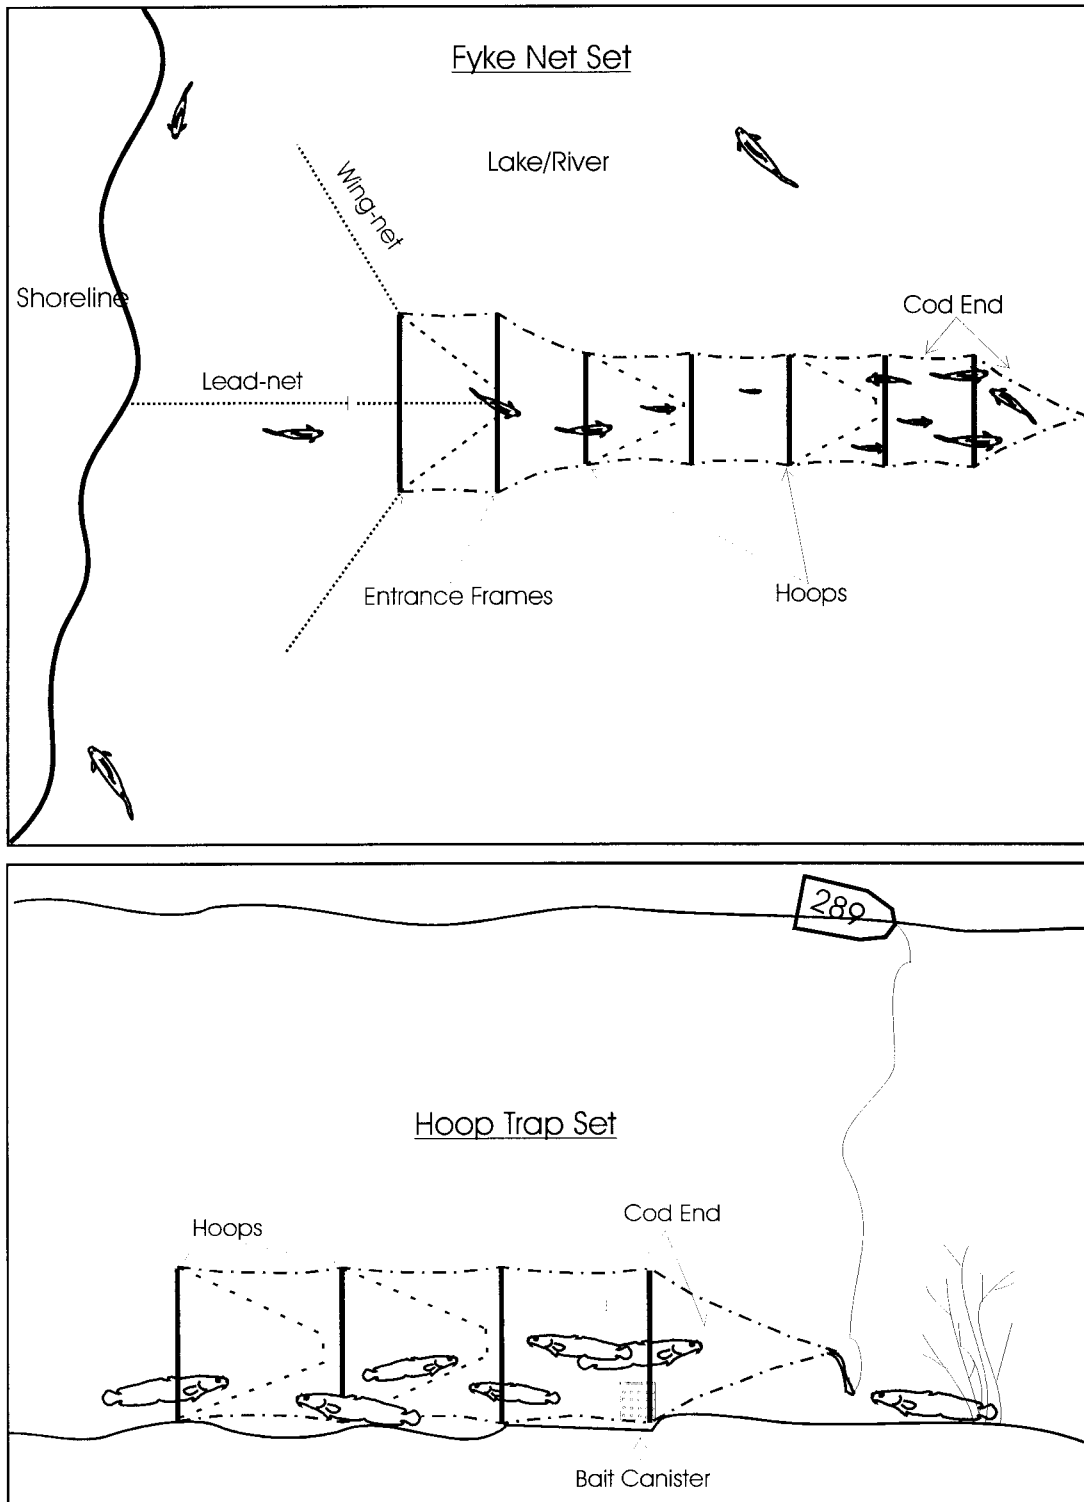 Fyke Net Set
Lake/River
Wing-net
Shoreline
Cod End
Lead-net
Entrance Frames
Hoops
289
Hoop Trap Set
Cod End
Hoops
Bait Canister